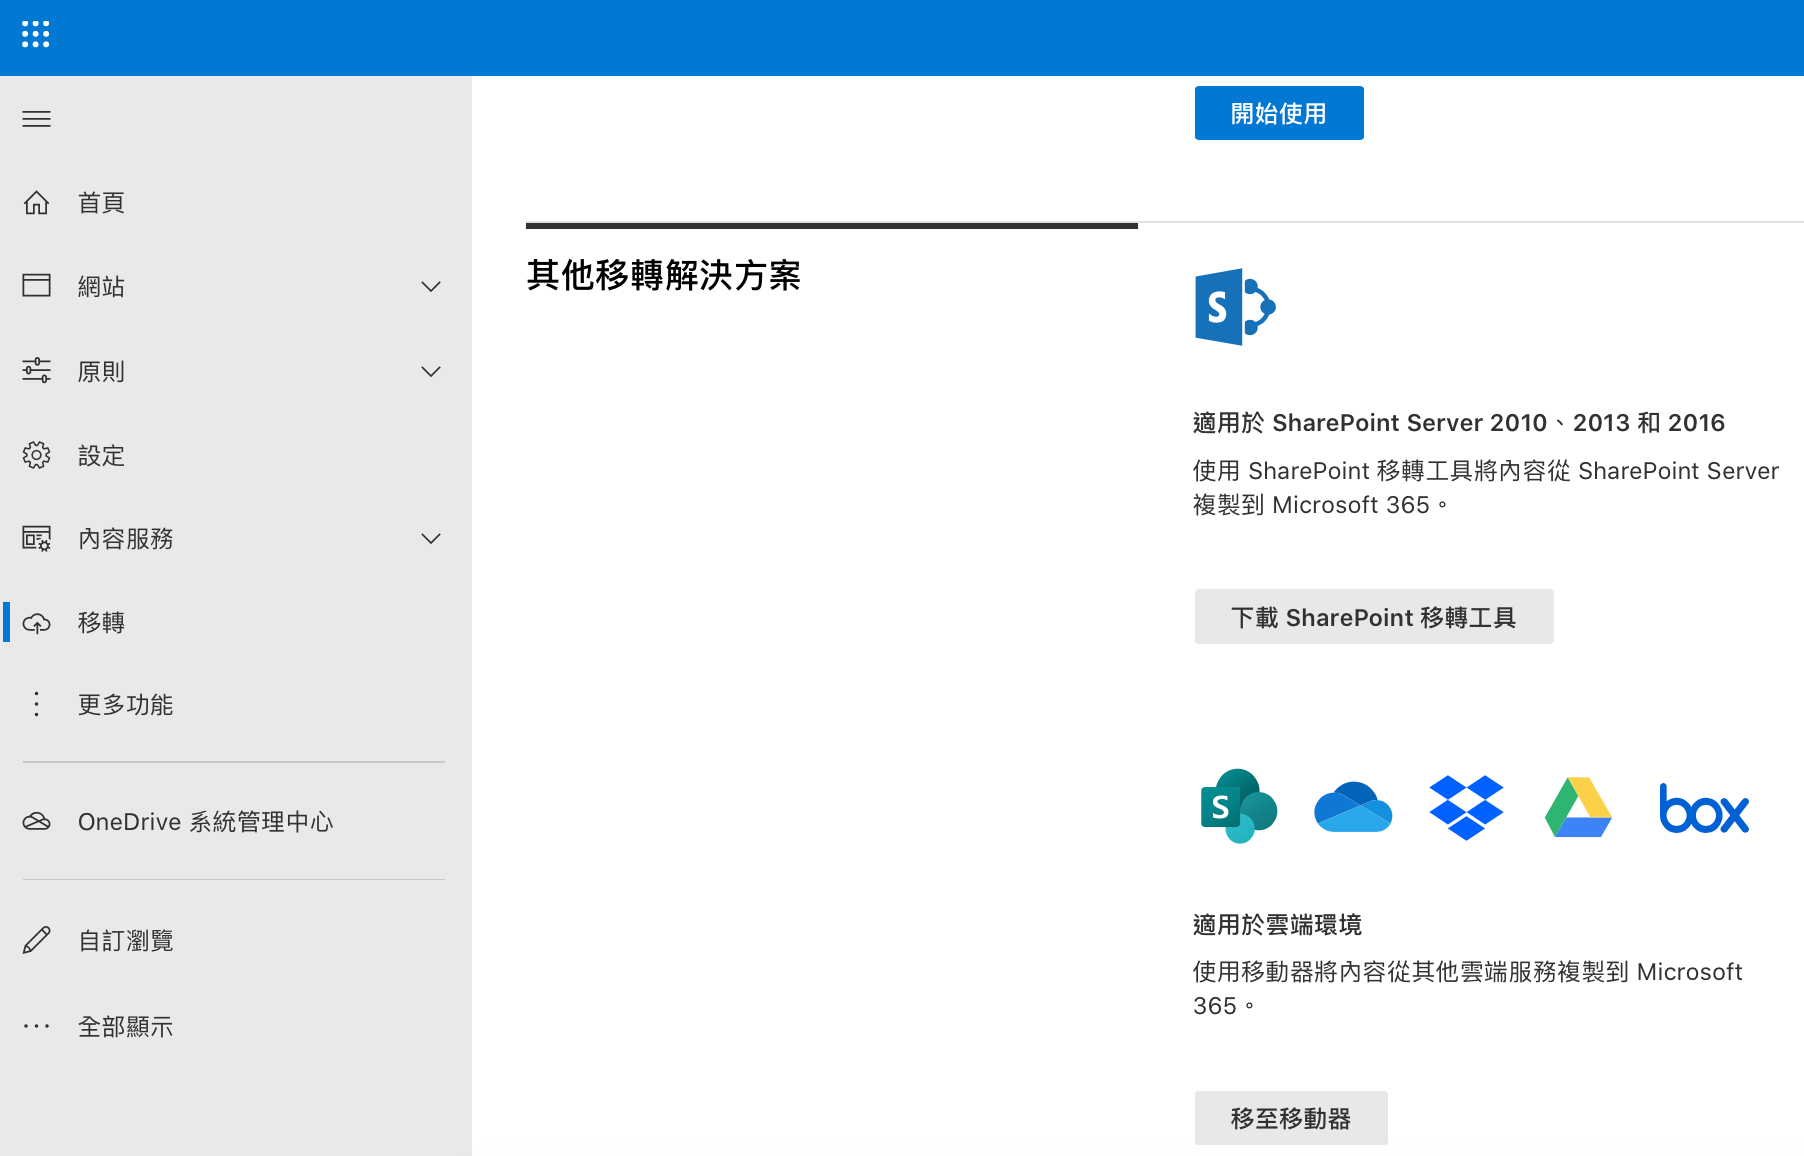 首頁
網站
原則
設定
內容服務
移轉
更多功能
OneDrive 系統管理中心
自訂瀏覽
全部顯示
開始使用
其他移轉解決方案
S
適用於 SharePoint Server 2010、2013 和 2016
使用 SharePoint 移轉工具將內容從 SharePoint Server
複製到 Microsoft 365。
下載 SharePoint 移轉工具
S
box
適用於雲端環境
使用移動器將內容從其他雲端服務複製到 Microsoft
365。
移至移動器